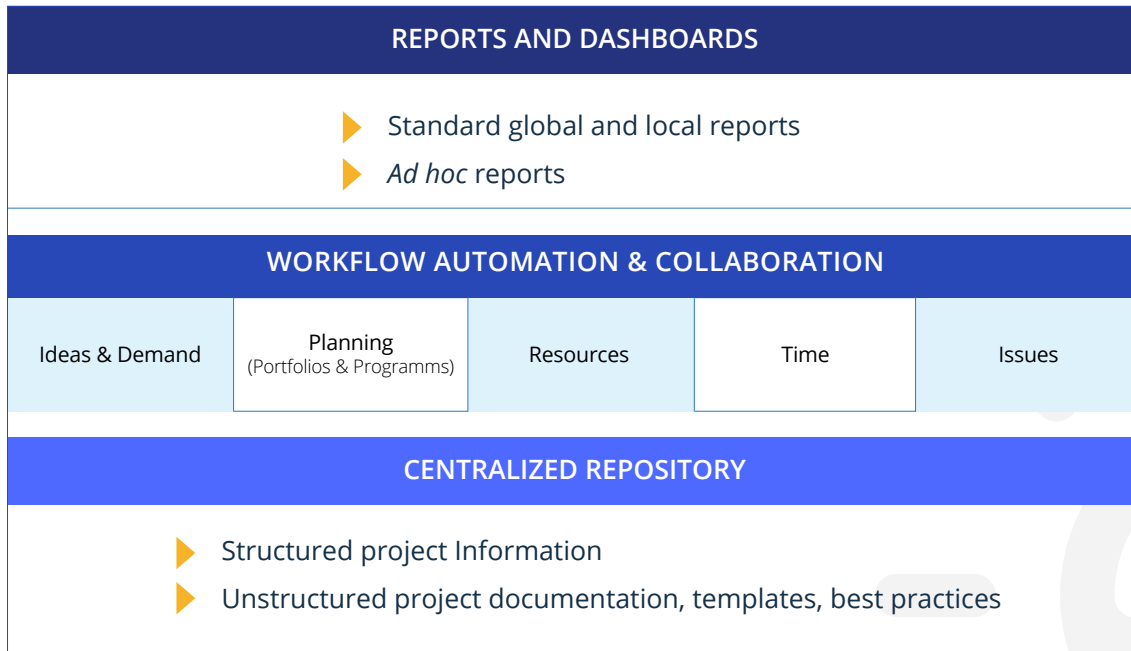 REPORTS AND DASHBOARDS
Standard global and local reports
Ad hoc reports
WORKFLOW AUTOMATION & COLLABORATION
Ideas & Demand
Planning
(Portfolios & Programms)
Resources
Time
Issues
CENTRALIZED REPOSITORY
Structured project Information
Unstructured project documentation, templates, best practices